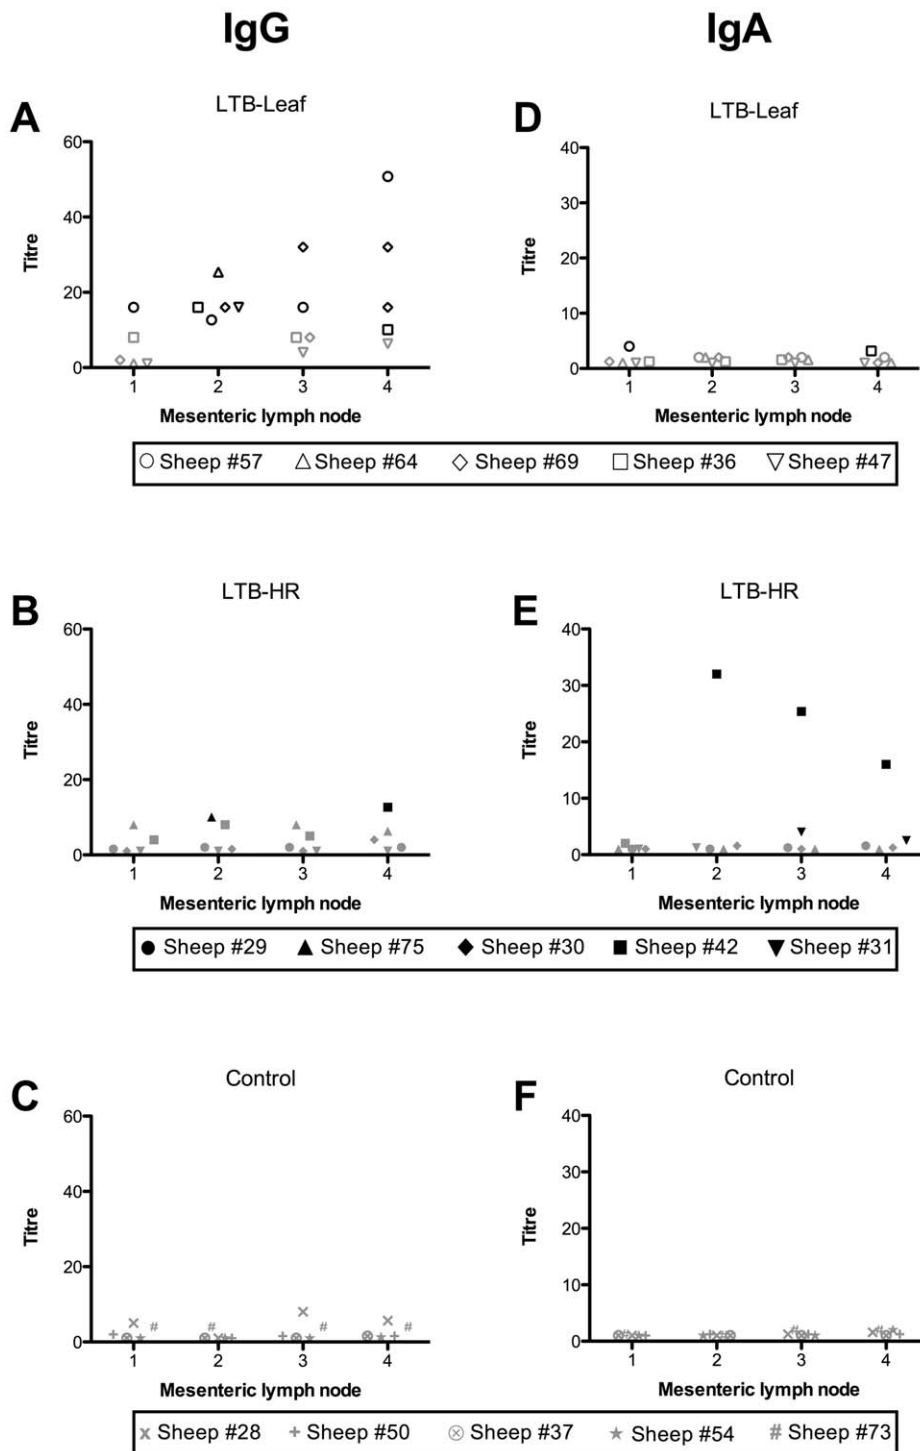 IgG IgA
A LTB-Leaf
60
40
20
0
Titre
1 2 3 4
Mesenteric lymph node
D LTB-Leaf
40
30
20
10
0
Titre
1 2 3 4
Mesenteric lymph node
Sheep #57 Sheep #64 Sheep #69 Sheep #36 Sheep #47
B LTB-HR
60
40
20
0
Titre
1 2 3 4
Mesenteric lymph node
E LTB-HR
40
30
20
10
0
Titre
1 2 3 4
Mesenteric lymph node
Sheep #29 Sheep #75 Sheep #30 Sheep #42 Sheep #31
C Control
60
40
20
0
Titre
1 2 3 4
Mesenteric lymph node
F Control
40
30
20
10
0
Titre
1 2 3 4
Mesenteric lymph node
x Sheep #28 + Sheep #50 Sheep #37 Sheep #54 # Sheep #73